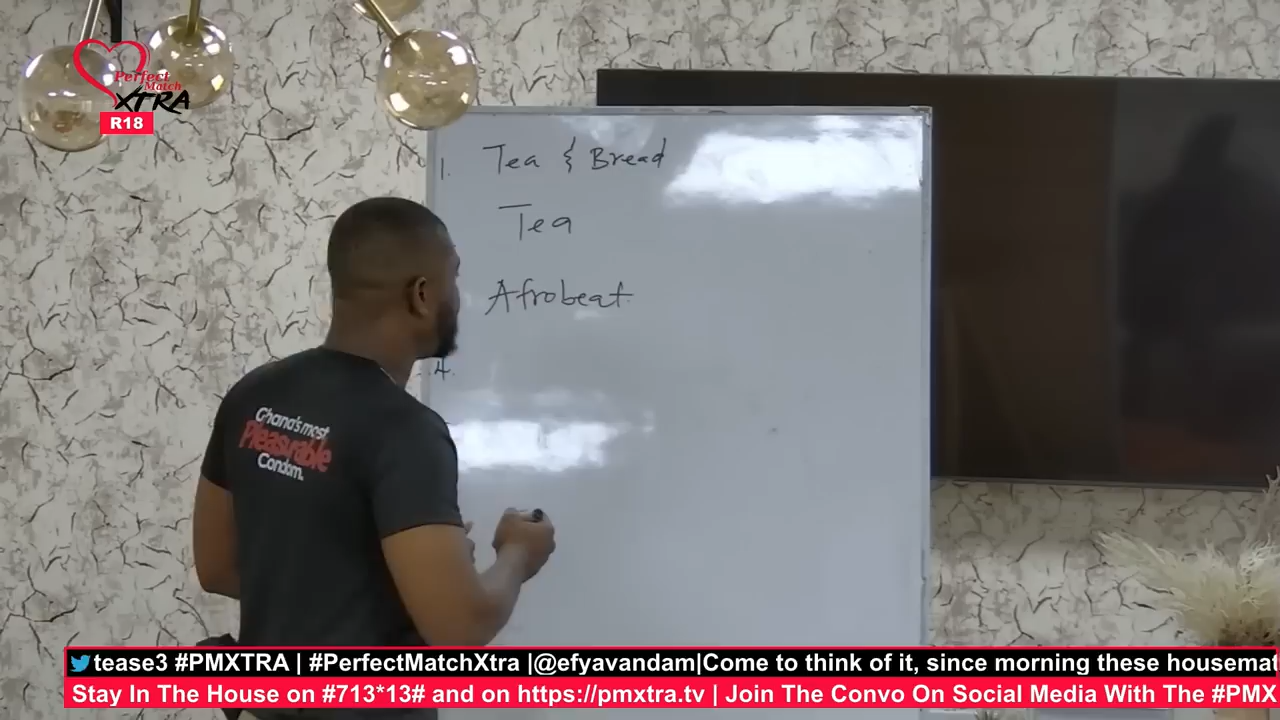 Perfect
Match
XTRA
R18
1. Tea & Bread
Tea
Afrobeat
4.
Ghana's most
Pleasurable
Condom.
tease3 #PMXTRA | #PerfectMatchXtra |@efyavandam|Come to think of it, since morning these housemat
Stay In The House on #713*13# and on https://pmxtra.tv | Join The Convo On Social Media With The #PMX